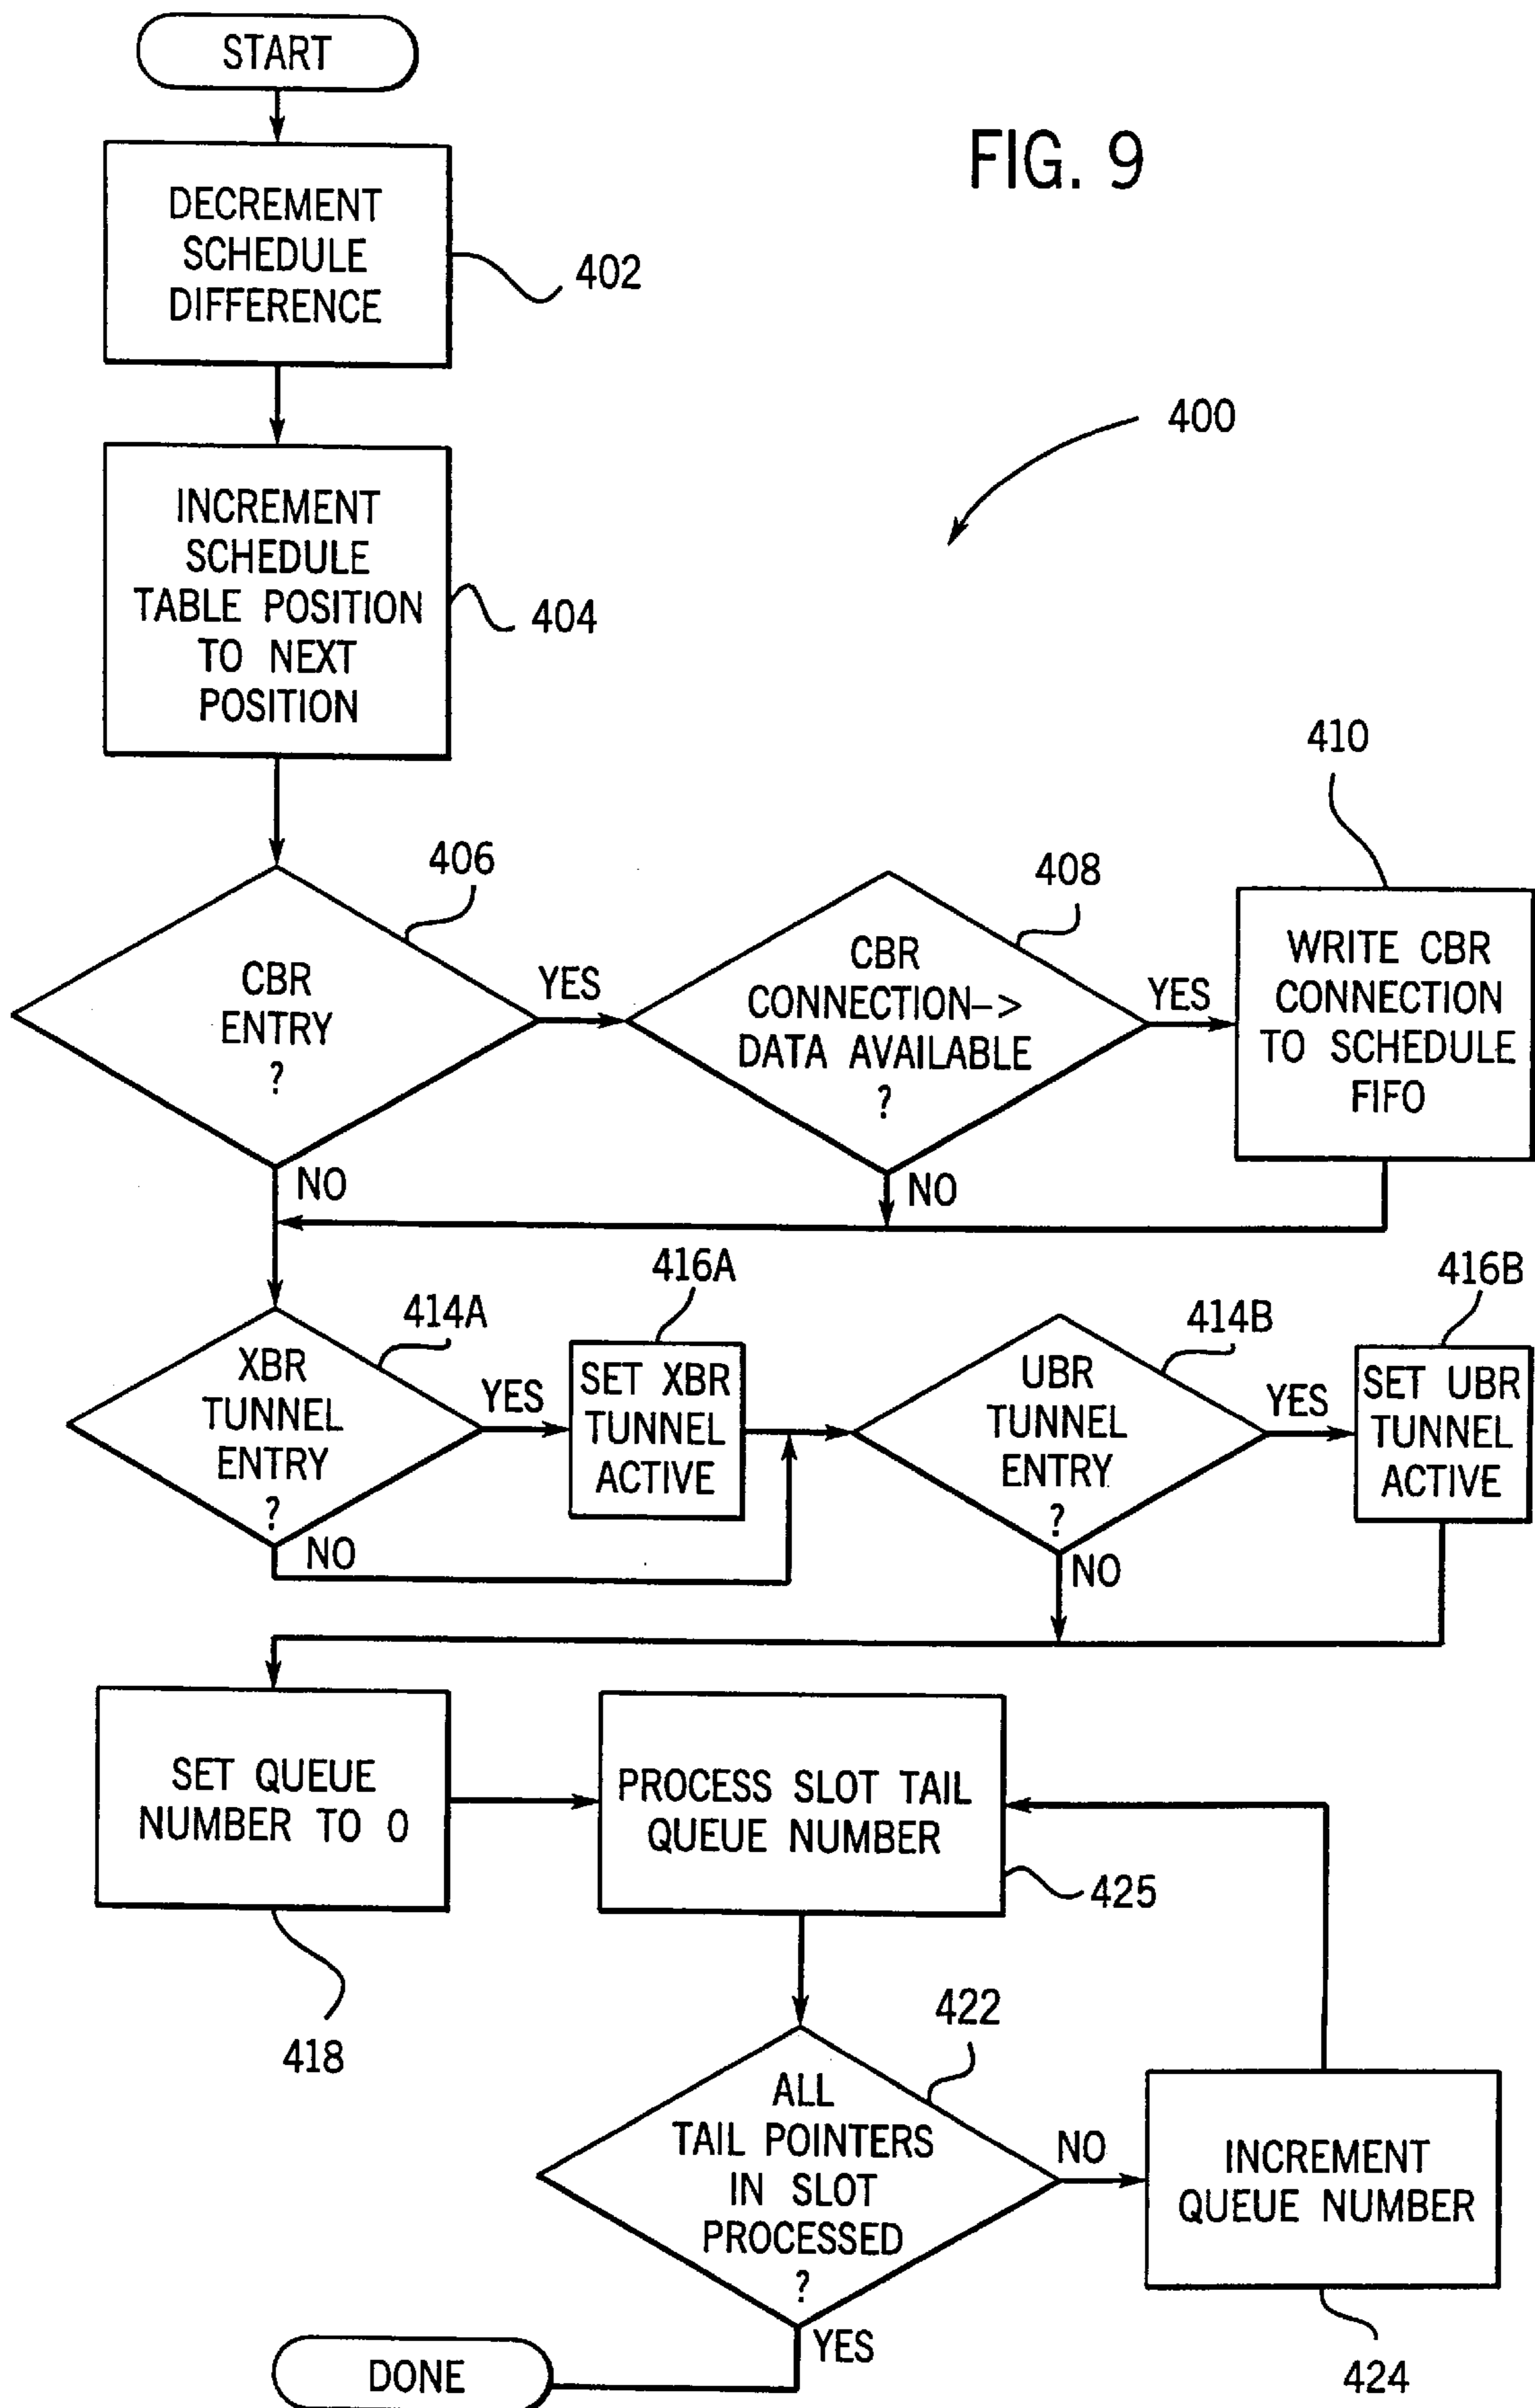 START
FIG. 9
DECREMENT
SCHEDULE
DIFFERENCE
402
400
INCREMENT
SCHEDULE
TABLE POSITION
TO NEXT
POSITION
404
410
406
408
CBR
ENTRY
?
YES
CBR
CONNECTION->
DATA AVAILABLE
?
YES
WRITE CBR
CONNECTION
TO SCHEDULE
FIFO
NO
NO
416A
416B
414A
414B
XBR
TUNNEL
ENTRY
?
YES
SET XBR
TUNNEL
ACTIVE
UBR
TUNNEL
ENTRY
?
YES
SET UBR
TUNNEL
ACTIVE
NO
NO
SET QUEUE
NUMBER TO 0
PROCESS SLOT TAIL
QUEUE NUMBER
425
418
422
ALL
TAIL POINTERS
IN SLOT
PROCESSED
?
NO
INCREMENT
QUEUE NUMBER
YES
DONE
424